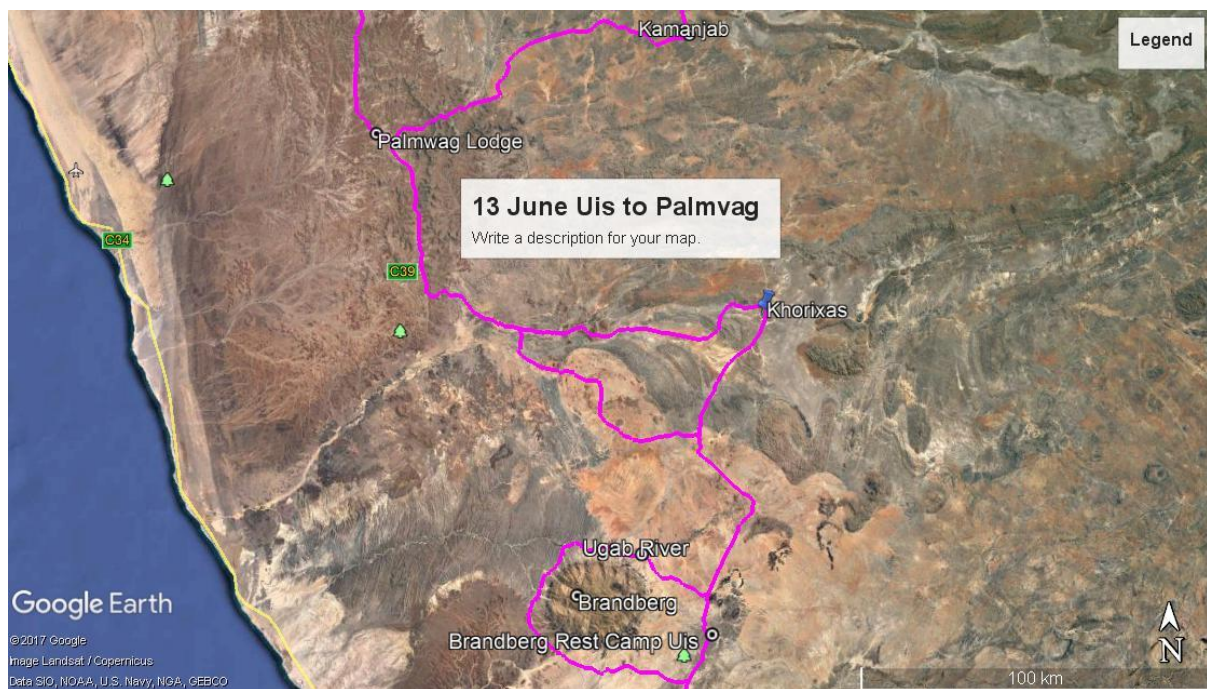 Kamanjab
Legend
Palmwag Lodge
13 June Uis to Palmvag
Write a description for your map.
C34
C39
Khorixas
Ugab River
Brandberg
Brandberg Rest Camp Uis
Google Earth
©2017 Google
Image Landsat / Copernicus
Data SIO, NOAA, U.S. Navy, NGA, GEBCO
100 km
N